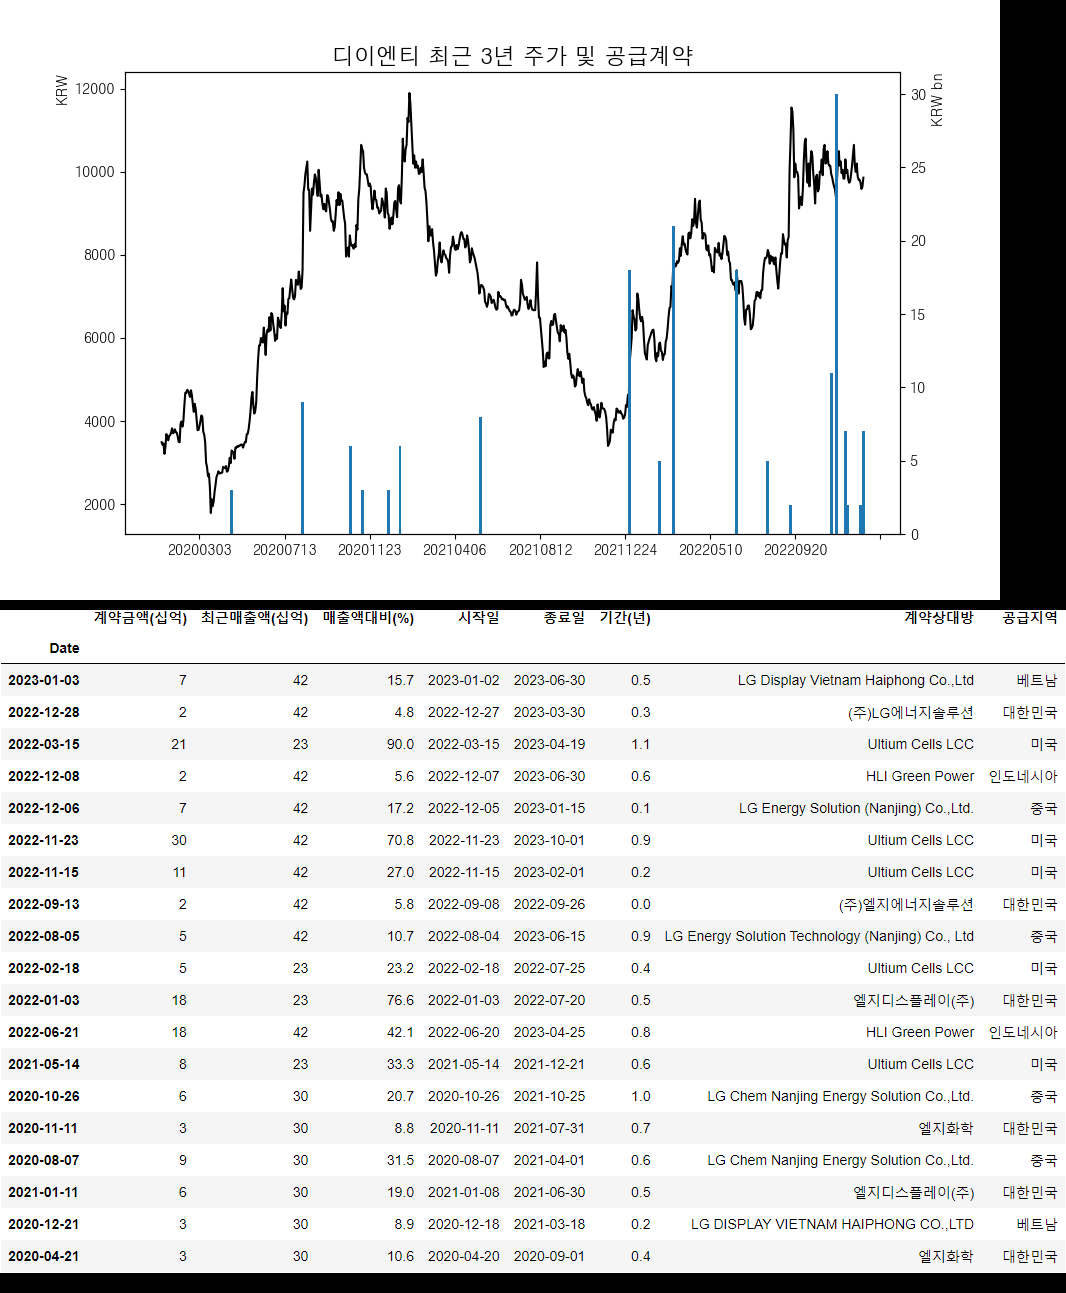 디이엔티 최근 3년 주가 및 공급계약
KRW
KRW bn
12000
10000
8000
6000
4000
2000
30
25
20
15
10
5
0
20200303 20200713 20201123 20210406 20210812 20211224 20220510 20220920
계약금액(십억) 최근매출액(십억) 매출액대비(%) 시작일 종료일 기간(년) 계약상대방 공급지역
Date
2023-01-03 7 42 15.7 2023-01-02 2023-06-30 0.5 LG Display Vietnam Haiphong Co.,Ltd 베트남
2022-12-28 2 42 4.8 2022-12-27 2023-03-30 0.3 (주)LG에너지솔루션 대한민국
2022-03-15 21 23 90.0 2022-03-15 2023-04-19 1.1 Ultium Cells LCC 미국
2022-12-08 2 42 5.6 2022-12-07 2023-06-30 0.6 HLI Green Power 인도네시아
2022-12-06 7 42 17.2 2022-12-05 2023-01-15 0.1 LG Energy Solution (Nanjing) Co.,Ltd. 중국
2022-11-23 30 42 70.8 2022-11-23 2023-10-01 0.9 Ultium Cells LCC 미국
2022-11-15 11 42 27.0 2022-11-15 2023-02-01 0.2 Ultium Cells LCC 미국
2022-09-13 2 42 5.8 2022-09-08 2022-09-26 0.0 (주)엘지에너지솔루션 대한민국
2022-08-05 5 42 10.7 2022-08-04 2023-06-15 0.9 LG Energy Solution Technology (Nanjing) Co., Ltd 중국
2022-02-18 5 23 23.2 2022-02-18 2022-07-25 0.4 Ultium Cells LCC 미국
2022-01-03 18 23 76.6 2022-01-03 2022-07-20 0.5 엘지디스플레이(주) 대한민국
2022-06-21 18 42 42.1 2022-06-20 2023-04-25 0.8 HLI Green Power 인도네시아
2021-05-14 8 23 33.3 2021-05-14 2021-12-21 0.6 Ultium Cells LCC 미국
2020-10-26 6 30 20.7 2020-10-26 2021-10-25 1.0 LG Chem Nanjing Energy Solution Co.,Ltd. 중국
2020-11-11 3 30 8.8 2020-11-11 2021-07-31 0.7 엘지화학 대한민국
2020-08-07 9 30 31.5 2020-08-07 2021-04-01 0.6 LG Chem Nanjing Energy Solution Co.,Ltd. 중국
2021-01-11 6 30 19.0 2021-01-08 2021-06-30 0.5 엘지디스플레이(주) 대한민국
2020-12-21 3 30 8.9 2020-12-18 2021-03-18 0.2 LG DISPLAY VIETNAM HAIPHONG CO.,LTD 베트남
2020-04-21 3 30 10.6 2020-04-20 2020-09-01 0.4 엘지화학 대한민국